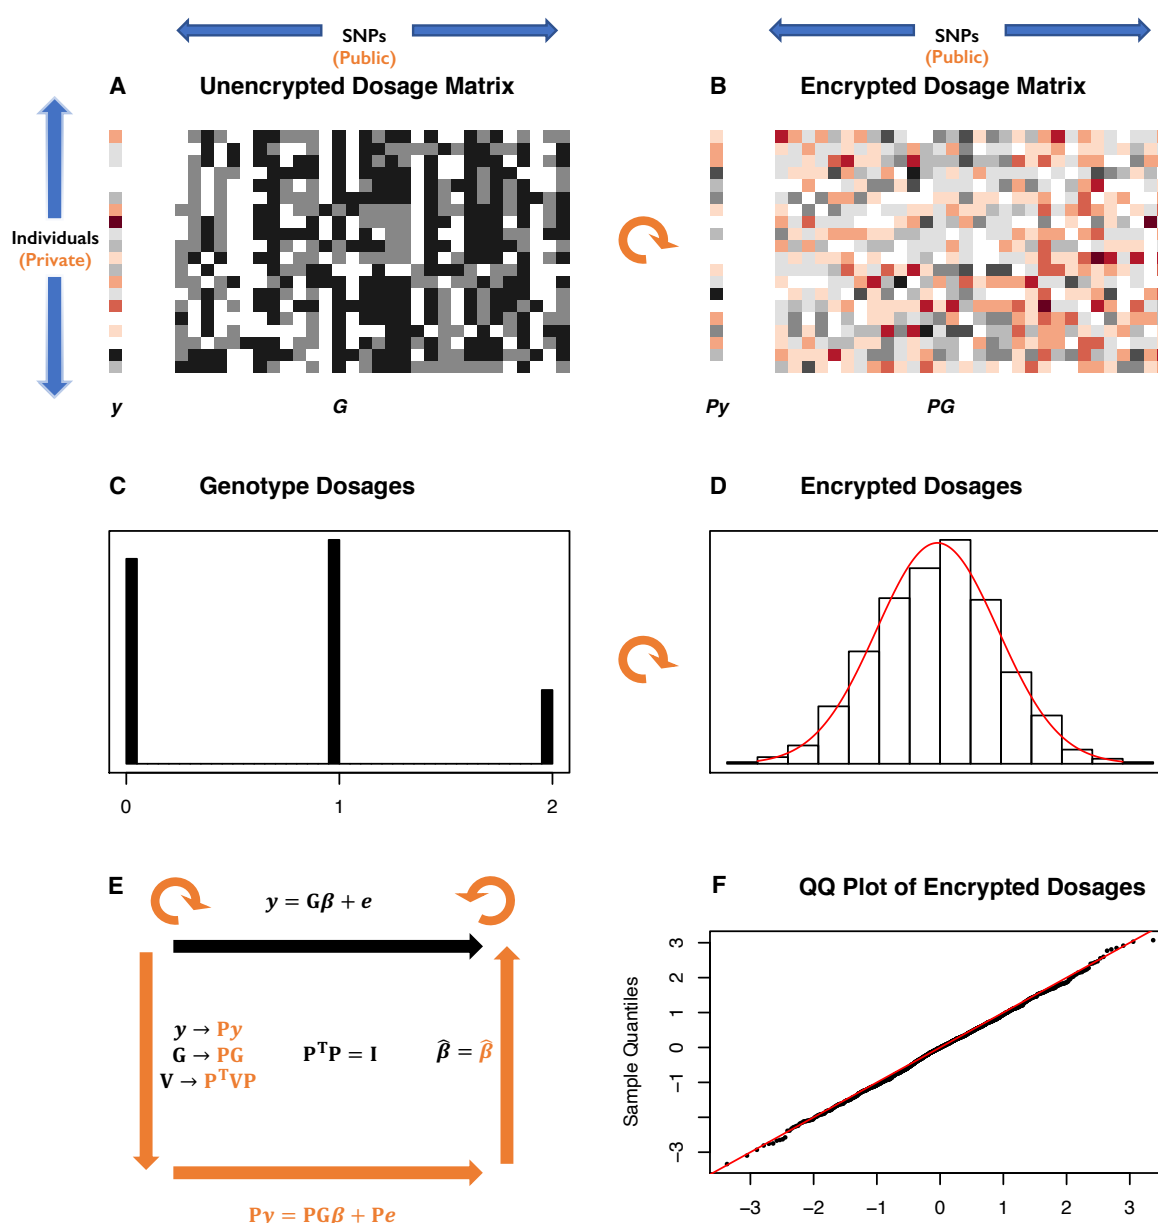 SNPs
(Public)
SNPs
(Public)
A Unencrypted Dosage Matrix
B Encrypted Dosage Matrix
Individuals
(Private)
y G
Py PG
C Genotype Dosages
D Encrypted Dosages
0 1 2
E
y = Gβ + e
y → Py
G → PG
V → PᵀVP
PᵀP = I
β̂ = β̂
Py = PGβ + Pe
F QQ Plot of Encrypted Dosages
Sample Quantiles
3
2
1
0
−1
−3
−3 −2 −1 0 1 2 3